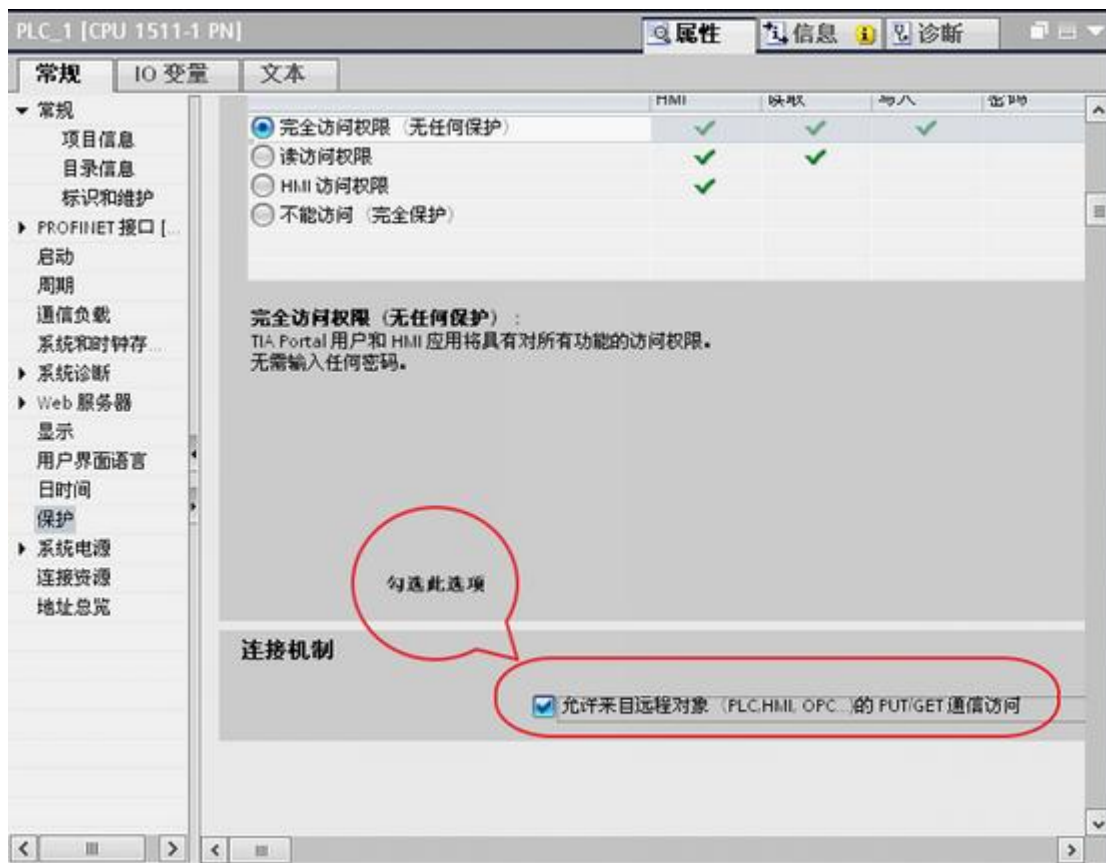 PLC_1 [CPU 1511-1 PN]
属性
信息
诊断
常规
IO 变量
文本
常规
项目信息
目录信息
标识和维护
PROFINET 接口 [...
启动
周期
通信负载
系统和时钟存...
系统诊断
Web 服务器
显示
用户界面语言
日时间
保护
系统电源
连接资源
地址总览
HMI 读取 写入 密码
完全访问权限（无任何保护）
读访问权限
HMI 访问权限
不能访问（完全保护）
完全访问权限（无任何保护）:
TIA Portal 用户和 HMI 应用将具有对所有功能的访问权限。
无需输入任何密码。
勾选此选项
连接机制
允许来自远程对象（PLC,HMI, OPC...)的 PUT/GET 通信访问